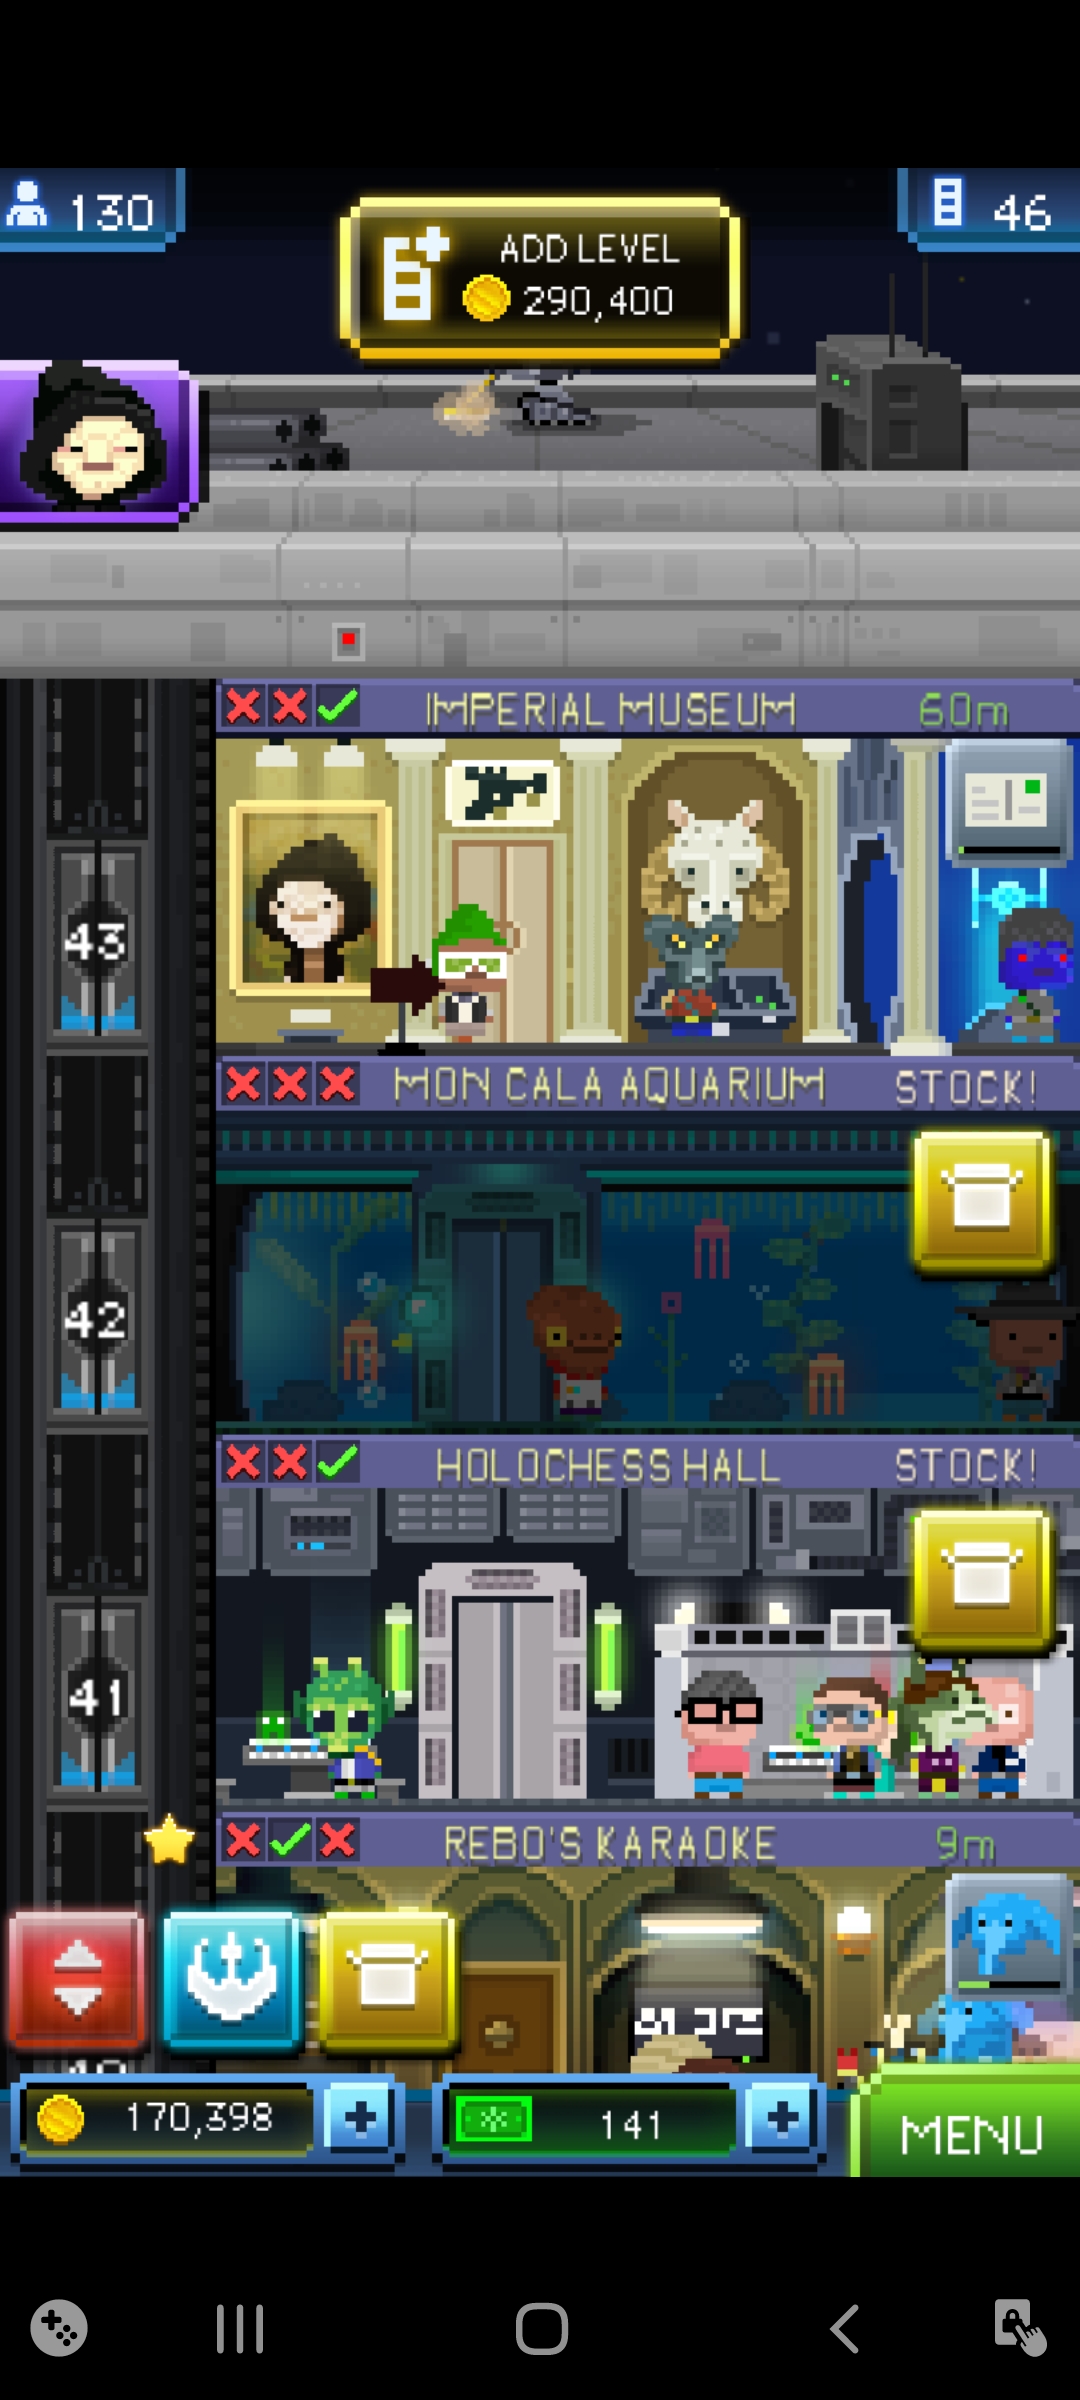 130
ADD LEVEL
290,400
46
IMPERIAL MUSEUM 60m
43
MON CALA AQUARIUM STOCK!
42
HOLOCHESS HALL STOCK!
41
REBO'S KARAOKE 9m
170,398
141
MENU